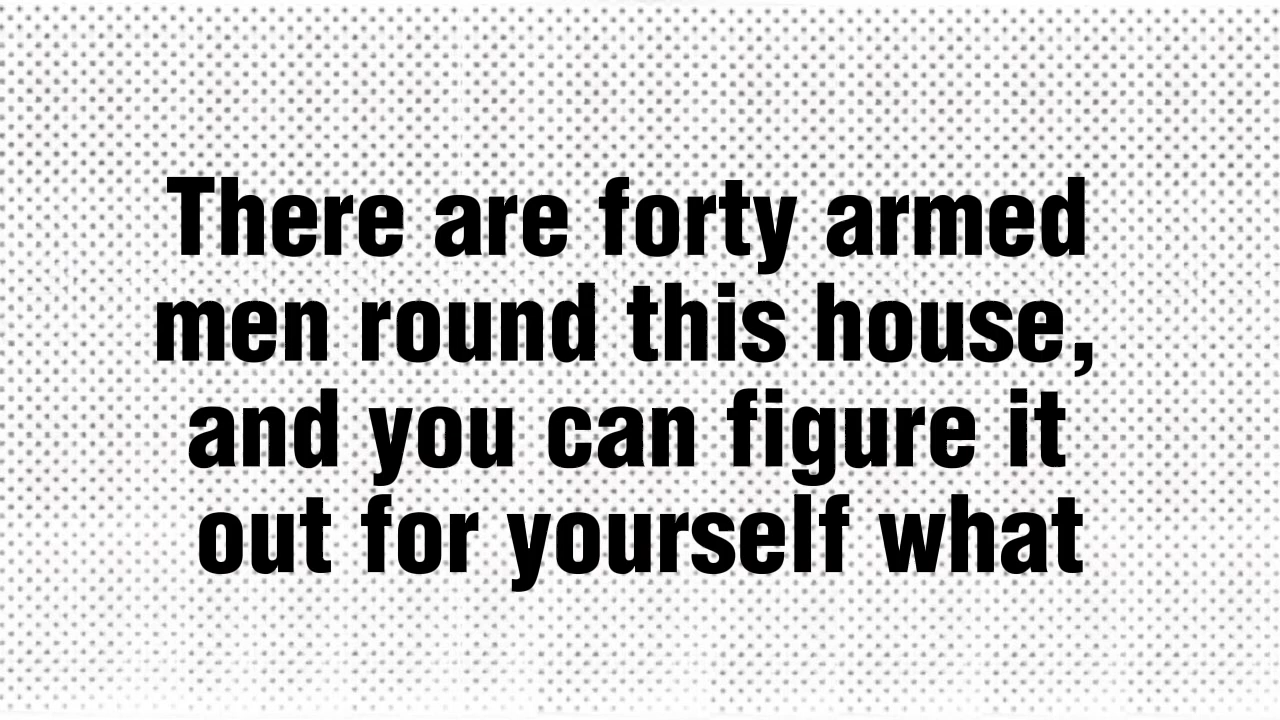 There are forty armed
men round this house,
and you can figure it
out for yourself what